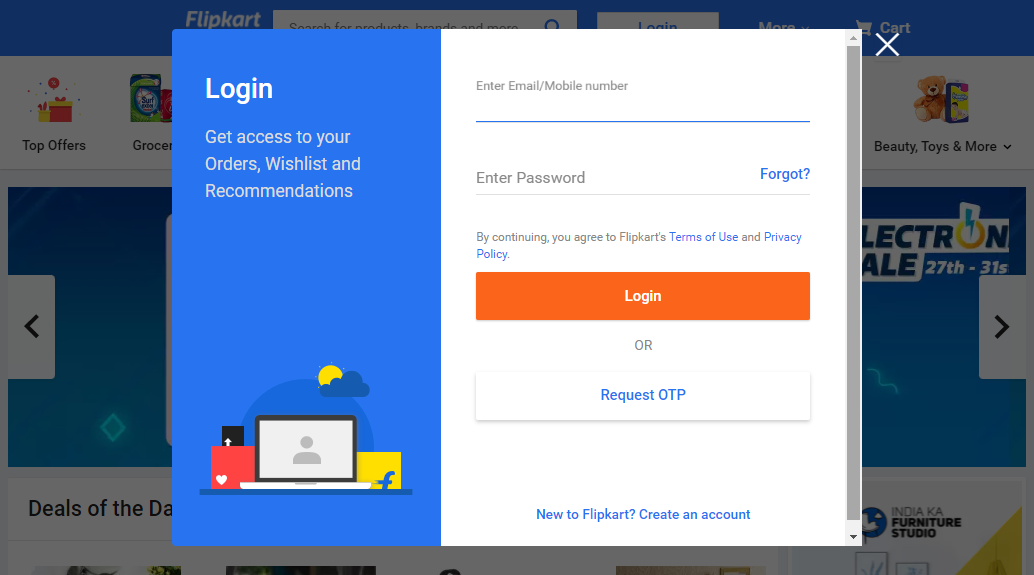 Flipkart
Search for products, brands and more
Login
More
Cart
Top Offers
Grocer
Beauty, Toys & More
Login
Get access to your
Orders, Wishlist and
Recommendations
Enter Email/Mobile number
Enter Password
Forgot?
By continuing, you agree to Flipkart's Terms of Use and Privacy
Policy.
Login
OR
Request OTP
New to Flipkart? Create an account
LECTRON
ALE 27th - 31s
Deals of the Da
INDIA KA
FURNITURE
STUDIO